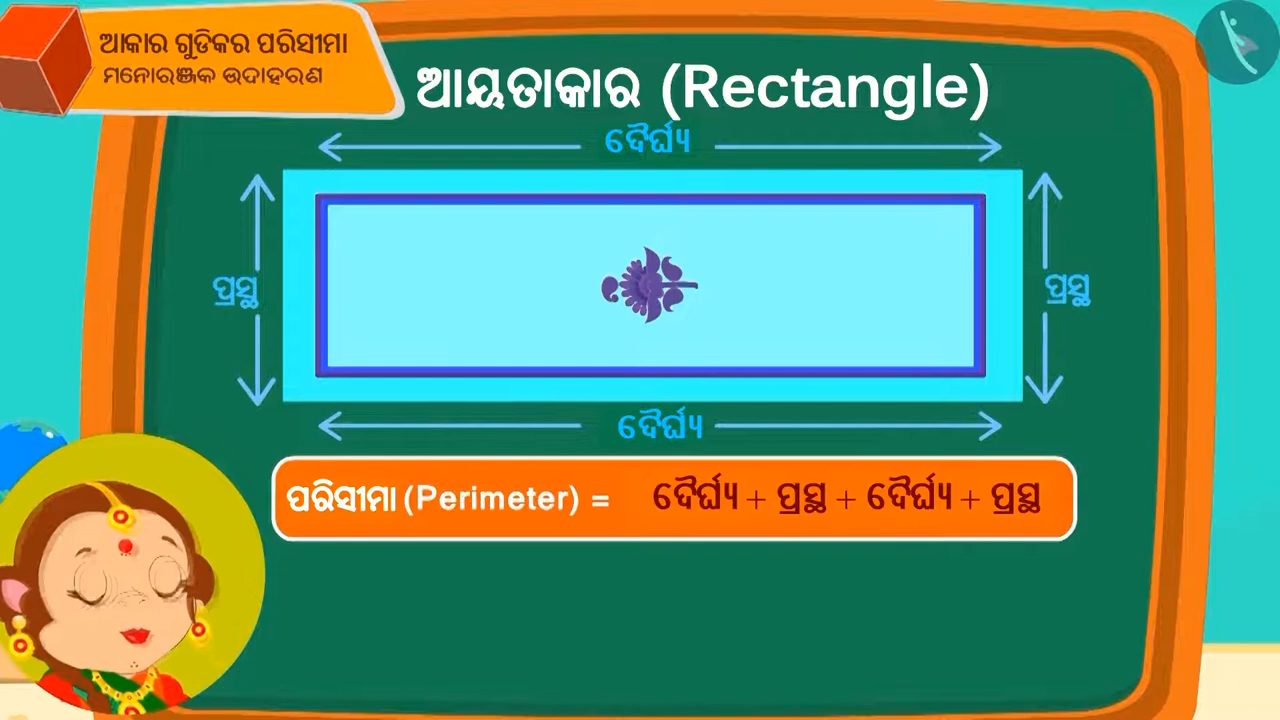 ଆକାର ଗୁଡିକର ପରିସୀମା
ମନୋରଞ୍ଜକ ଉଦାହରଣ
ଆୟତାକାର (Rectangle)
ଦୈର୍ଘ୍ୟ
ପ୍ରସ୍ଥ
ପ୍ରସ୍ଥ
ଦୈର୍ଘ୍ୟ
ପରିସୀମା (Perimeter) = ଦୈର୍ଘ୍ୟ + ପ୍ରସ୍ଥ + ଦୈର୍ଘ୍ୟ + ପ୍ରସ୍ଥ